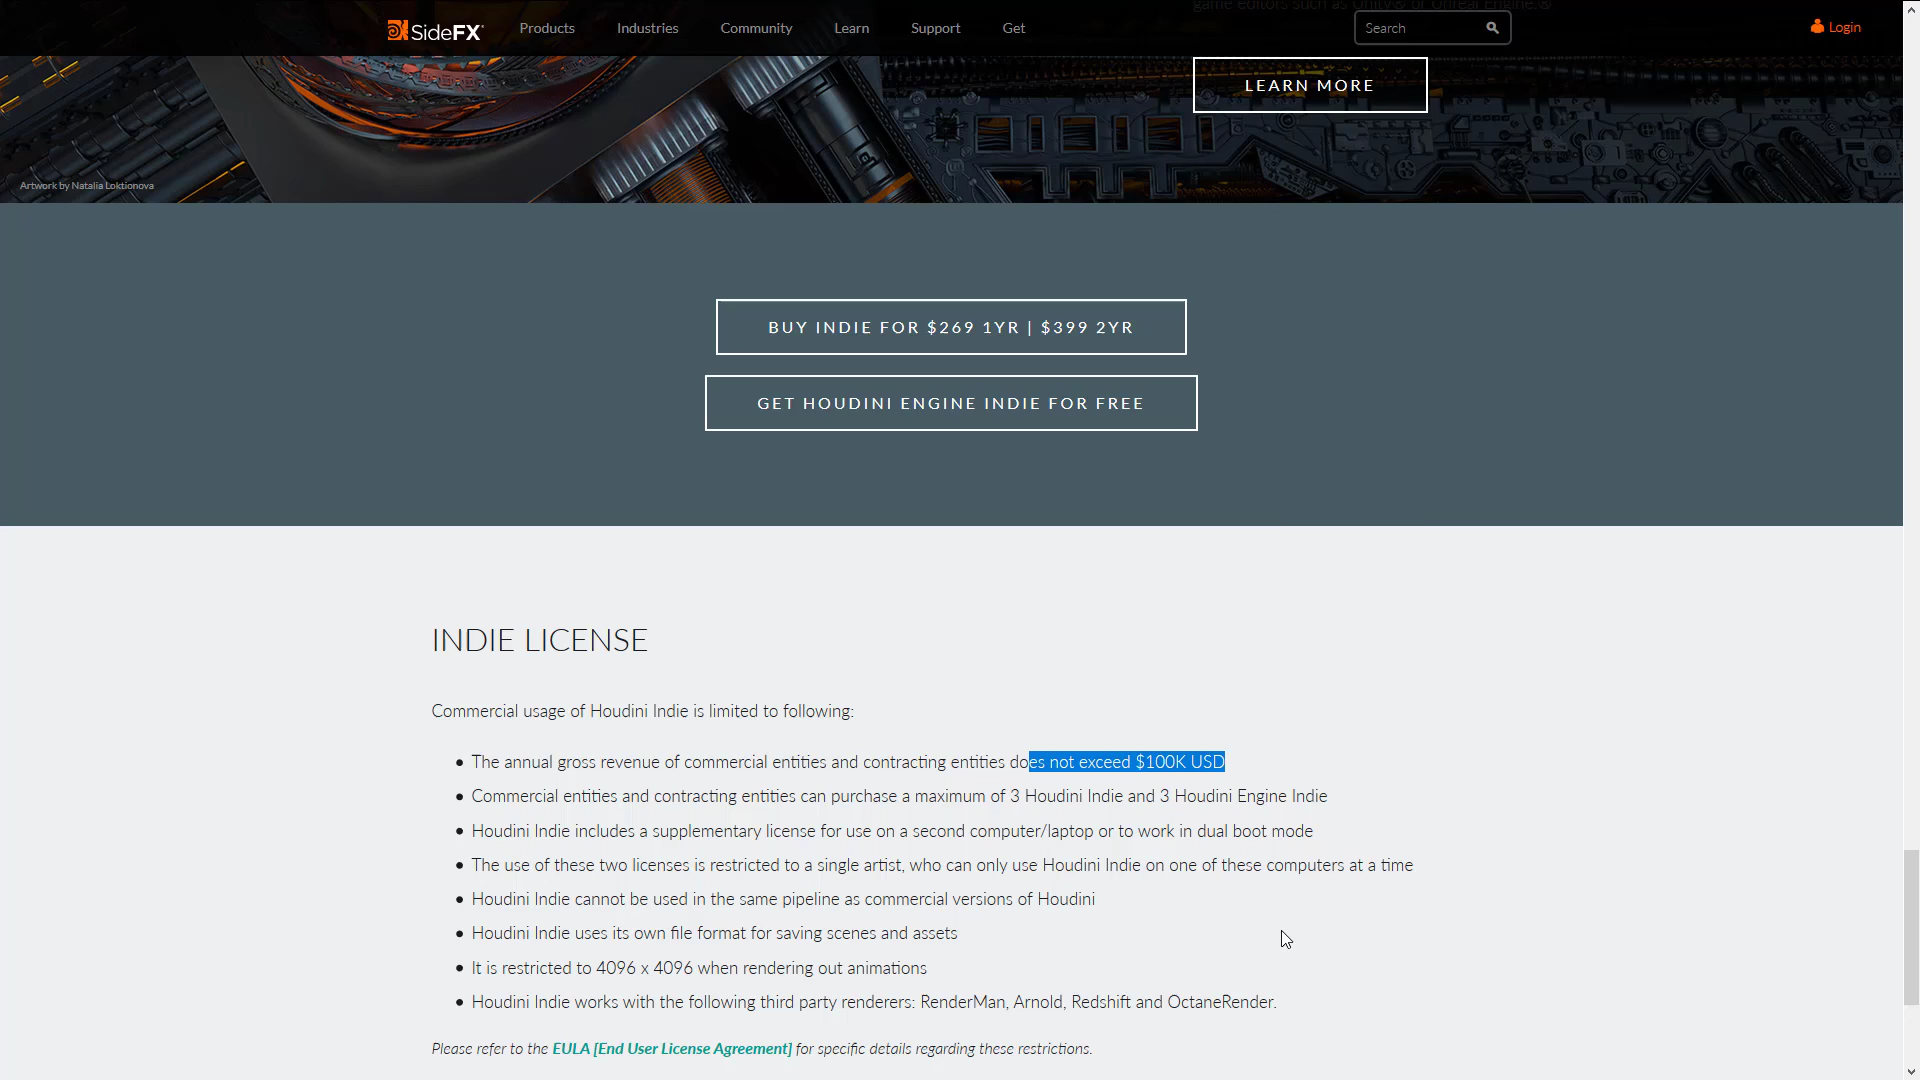 game editors such as Unity® or Unreal Engine.®
SideFX
Products
Industries
Community
Learn
Support
Get
Search
Login
LEARN MORE
Artwork by Natalia Loktionova
BUY INDIE FOR $269 1YR | $399 2YR
GET HOUDINI ENGINE INDIE FOR FREE
INDIE LICENSE
Commercial usage of Houdini Indie is limited to following:
• The annual gross revenue of commercial entities and contracting entities does not exceed $100K USD
• Commercial entities and contracting entities can purchase a maximum of 3 Houdini Indie and 3 Houdini Engine Indie
• Houdini Indie includes a supplementary license for use on a second computer/laptop or to work in dual boot mode
• The use of these two licenses is restricted to a single artist, who can only use Houdini Indie on one of these computers at a time
• Houdini Indie cannot be used in the same pipeline as commercial versions of Houdini
• Houdini Indie uses its own file format for saving scenes and assets
• It is restricted to 4096 x 4096 when rendering out animations
• Houdini Indie works with the following third party renderers: RenderMan, Arnold, Redshift and OctaneRender.
Please refer to the EULA [End User License Agreement] for specific details regarding these restrictions.